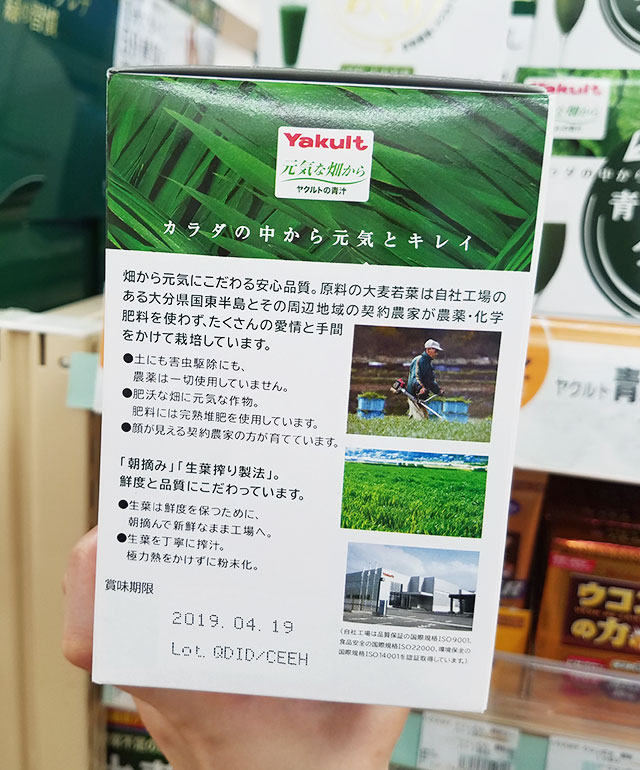 Yakult
元気な畑から
ヤクルトの青汁
カラダの中から元気とキレイ
畑から元気にこだわる安心品質。原料の大麦若葉は自社工場の
ある大分県国東半島とその周辺地域の契約農家が農薬・化学
肥料を使わず、たくさんの愛情と手間
をかけて栽培しています。
●土にも害虫駆除にも、
農薬は一切使用していません。
●肥沃な畑に元気な作物。
肥料には完熟堆肥を使用しています。
●顔が見える契約農家の方が育てています。
「朝摘み」「生葉搾り製法」。
鮮度と品質にこだわっています。
●生葉は鮮度を保つために、
朝摘んで新鮮なまま工場へ。
●生葉を丁寧に搾汁。
極力熱をかけずに粉末化。
Yakult
(自社工場は品質保証の国際規格ISO9001、
食品安全の国際規格ISO22000、環境保全の
国際規格ISO14001を認証取得しています。)
賞味期限
2019.04.19
Lot QDID/CEEH
Yakult
畑から
の中から
青
ヤクルト 青
ウコ
の力